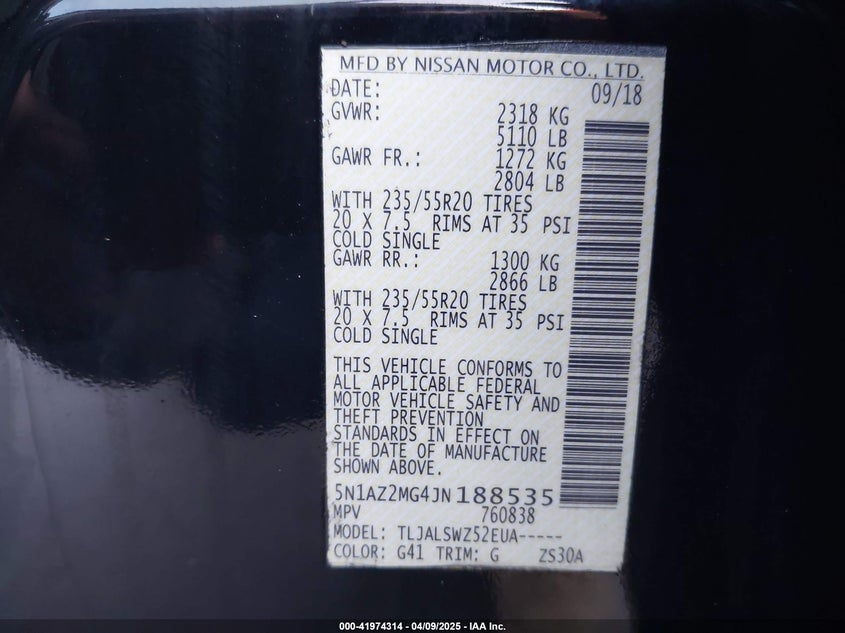 MFD BY NISSAN MOTOR CO., LTD.
DATE: 09/18
GVWR: 2318 KG
5110 LB
GAWR FR.: 1272 KG
2804 LB
WITH 235/55R20 TIRES
20 X 7.5 RIMS AT 35 PSI
COLD SINGLE
GAWR RR.: 1300 KG
2866 LB
WITH 235/55R20 TIRES
20 X 7.5 RIMS AT 35 PSI
COLD SINGLE
THIS VEHICLE CONFORMS TO
ALL APPLICABLE FEDERAL
MOTOR VEHICLE SAFETY AND
THEFT PREVENTION
STANDARDS IN EFFECT ON
THE DATE OF MANUFACTURE
SHOWN ABOVE.
5N1AZ2MG4JN188535
MPV 760838
MODEL: TLJALSWZ52EUA-----
COLOR: G41 TRIM: G ZS30A
000-41974314 - 04/09/2025 - IAA Inc.